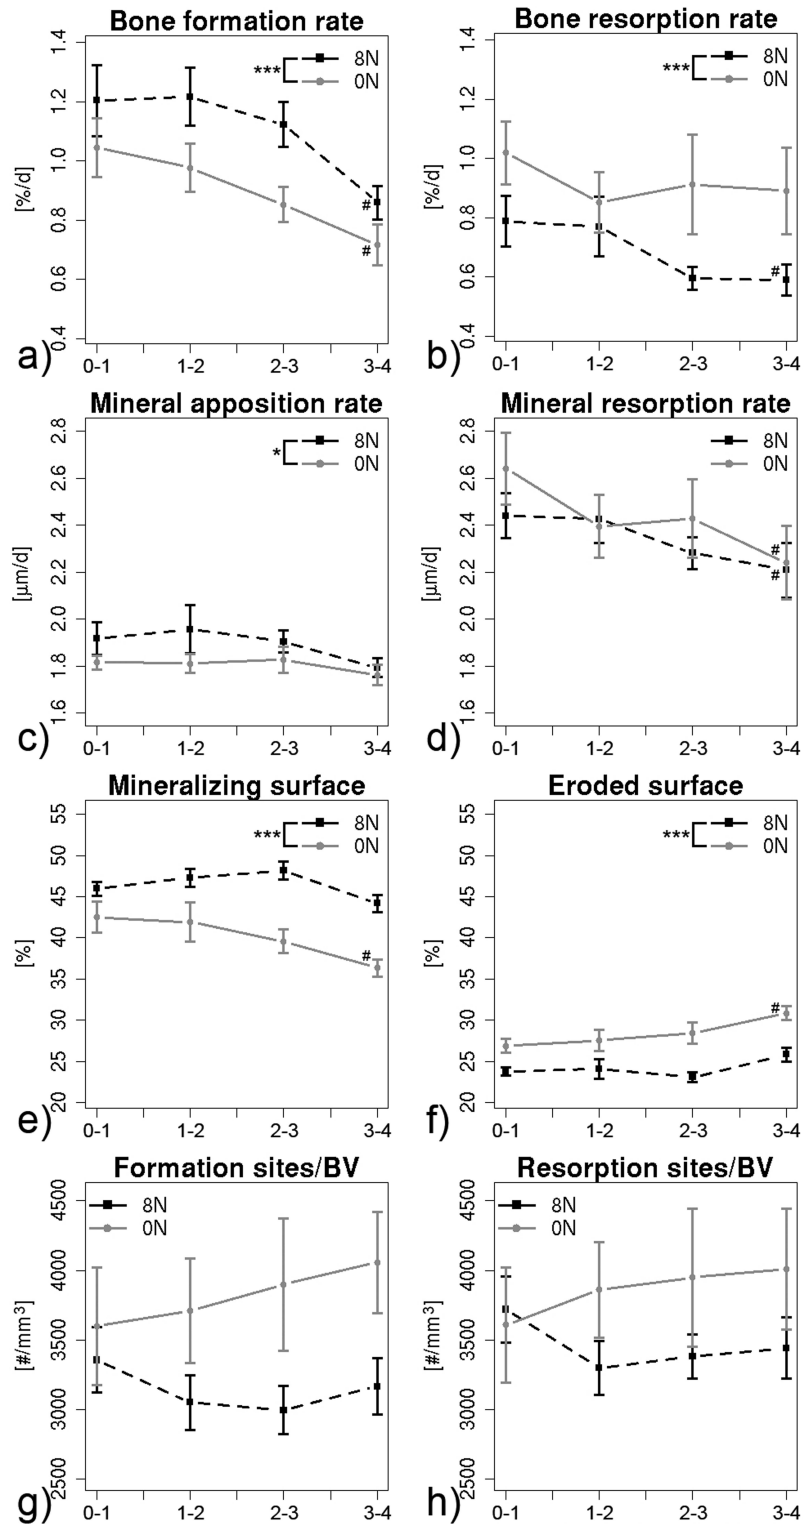 Bone formation rate
1.4
1.2
1.0
0.8
0.6
0.4
[%/d]
*** 8N
0N
#
#
a)
0-1 1-2 2-3 3-4
Bone resorption rate
1.4
1.2
1.0
0.8
0.6
0.4
[%/d]
*** 8N
0N
#
b)
0-1 1-2 2-3 3-4
Mineral apposition rate
2.8
2.6
2.4
2.2
2.0
1.8
1.6
[µm/d]
* 8N
0N
c)
0-1 1-2 2-3 3-4
Mineral resorption rate
2.8
2.6
2.4
2.2
2.0
1.8
1.6
[µm/d]
8N
0N
#
#
d)
0-1 1-2 2-3 3-4
Mineralizing surface
55
50
45
40
35
30
25
20
[%]
*** 8N
0N
#
e)
0-1 1-2 2-3 3-4
Eroded surface
55
50
45
40
35
30
25
20
[%]
*** 8N
0N
#
f)
0-1 1-2 2-3 3-4
Formation sites/BV
4500
4000
3500
3000
2500
[#/mm³]
8N
0N
g)
0-1 1-2 2-3 3-4
Resorption sites/BV
4500
4000
3500
3000
2500
[#/mm³]
8N
0N
h)
0-1 1-2 2-3 3-4